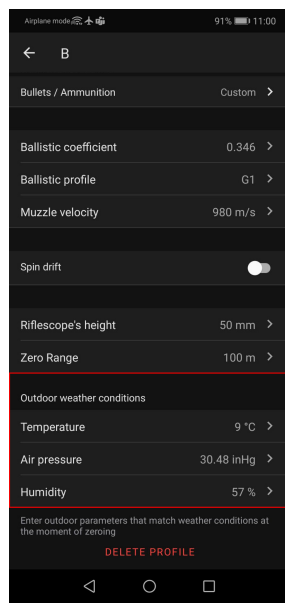 Airplane mode 91% 11:00
B
Bullets / Ammunition Custom
Ballistic coefficient 0.346
Ballistic profile G1
Muzzle velocity 980 m/s
Spin drift
Riflescope's height 50 mm
Zero Range 100 m
Outdoor weather conditions
Temperature 9 °C
Air pressure 30.48 inHg
Humidity 57 %
Enter outdoor parameters that match weather conditions at
the moment of zeroing
DELETE PROFILE